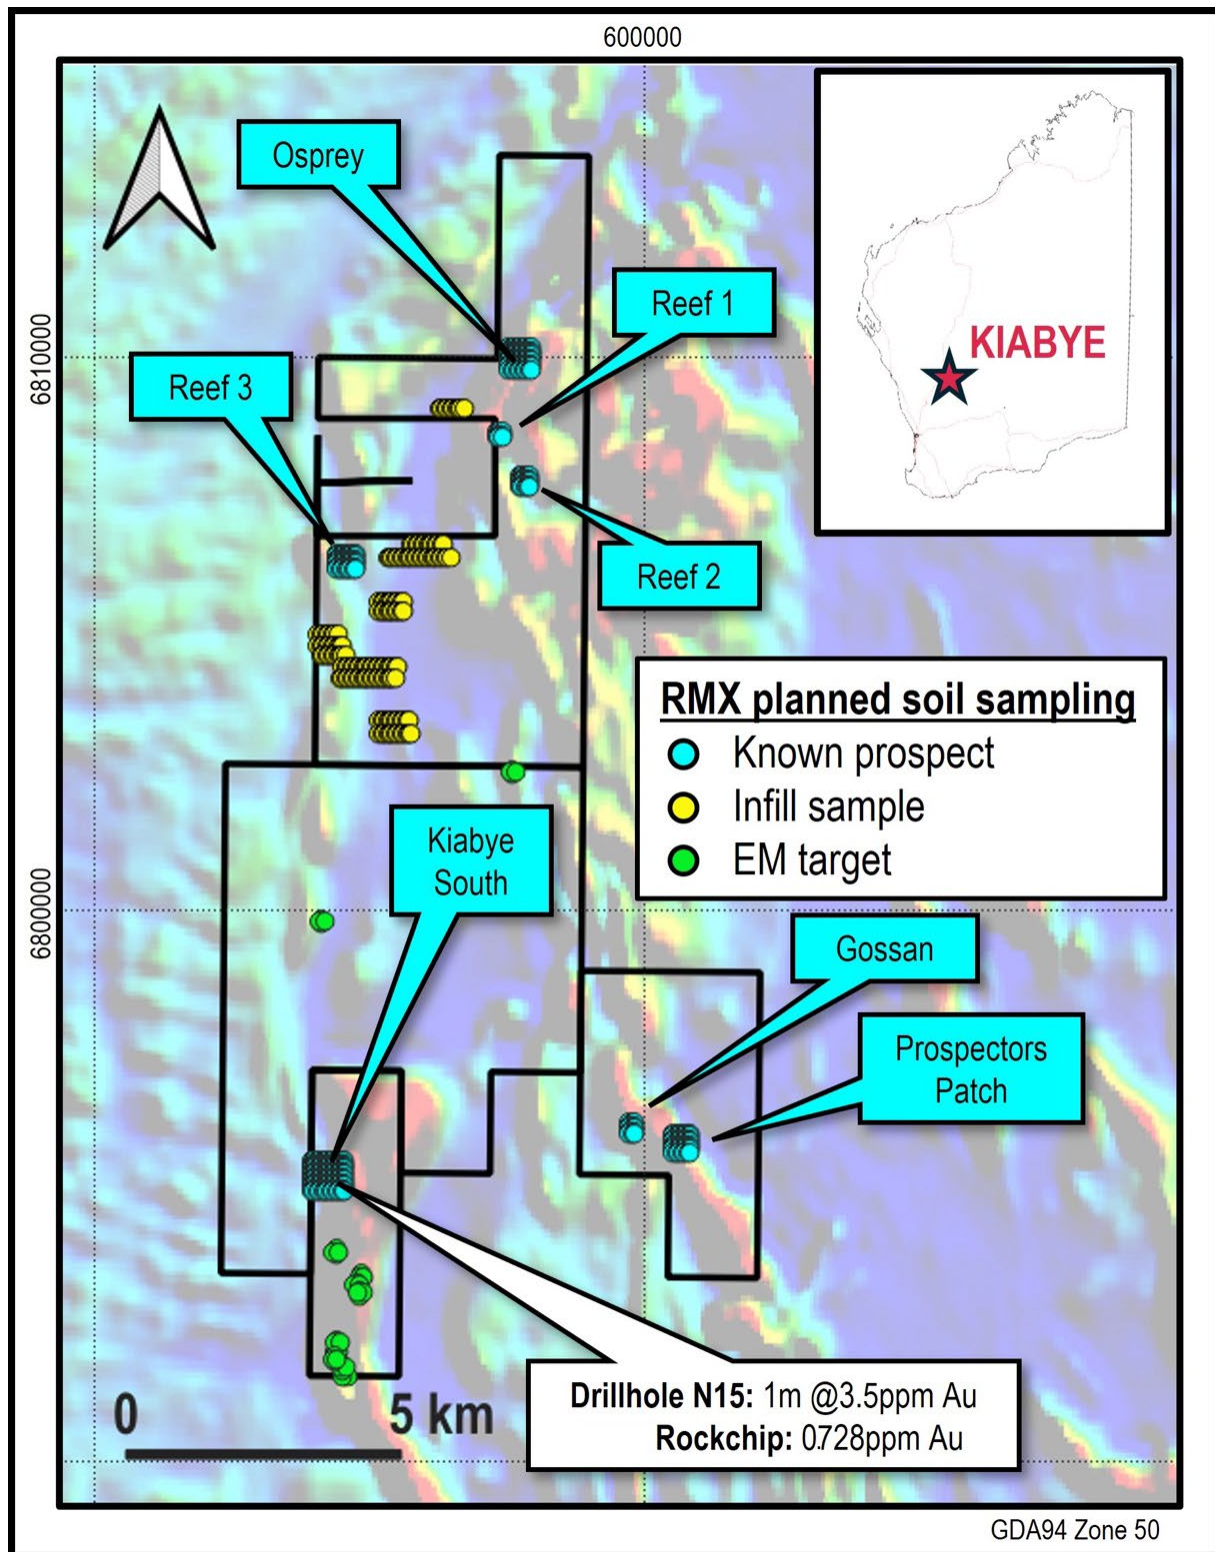 600000
Osprey
Reef 1
KIABYE
6810000
Reef 3
Reef 2
RMX planned soil sampling
Known prospect
Infill sample
EM target
Kiabye
South
6800000
Gossan
Prospectors
Patch
Drillhole N15: 1m @3.5ppm Au
Rockchip: 0.728ppm Au
0
5 km
GDA94 Zone 50